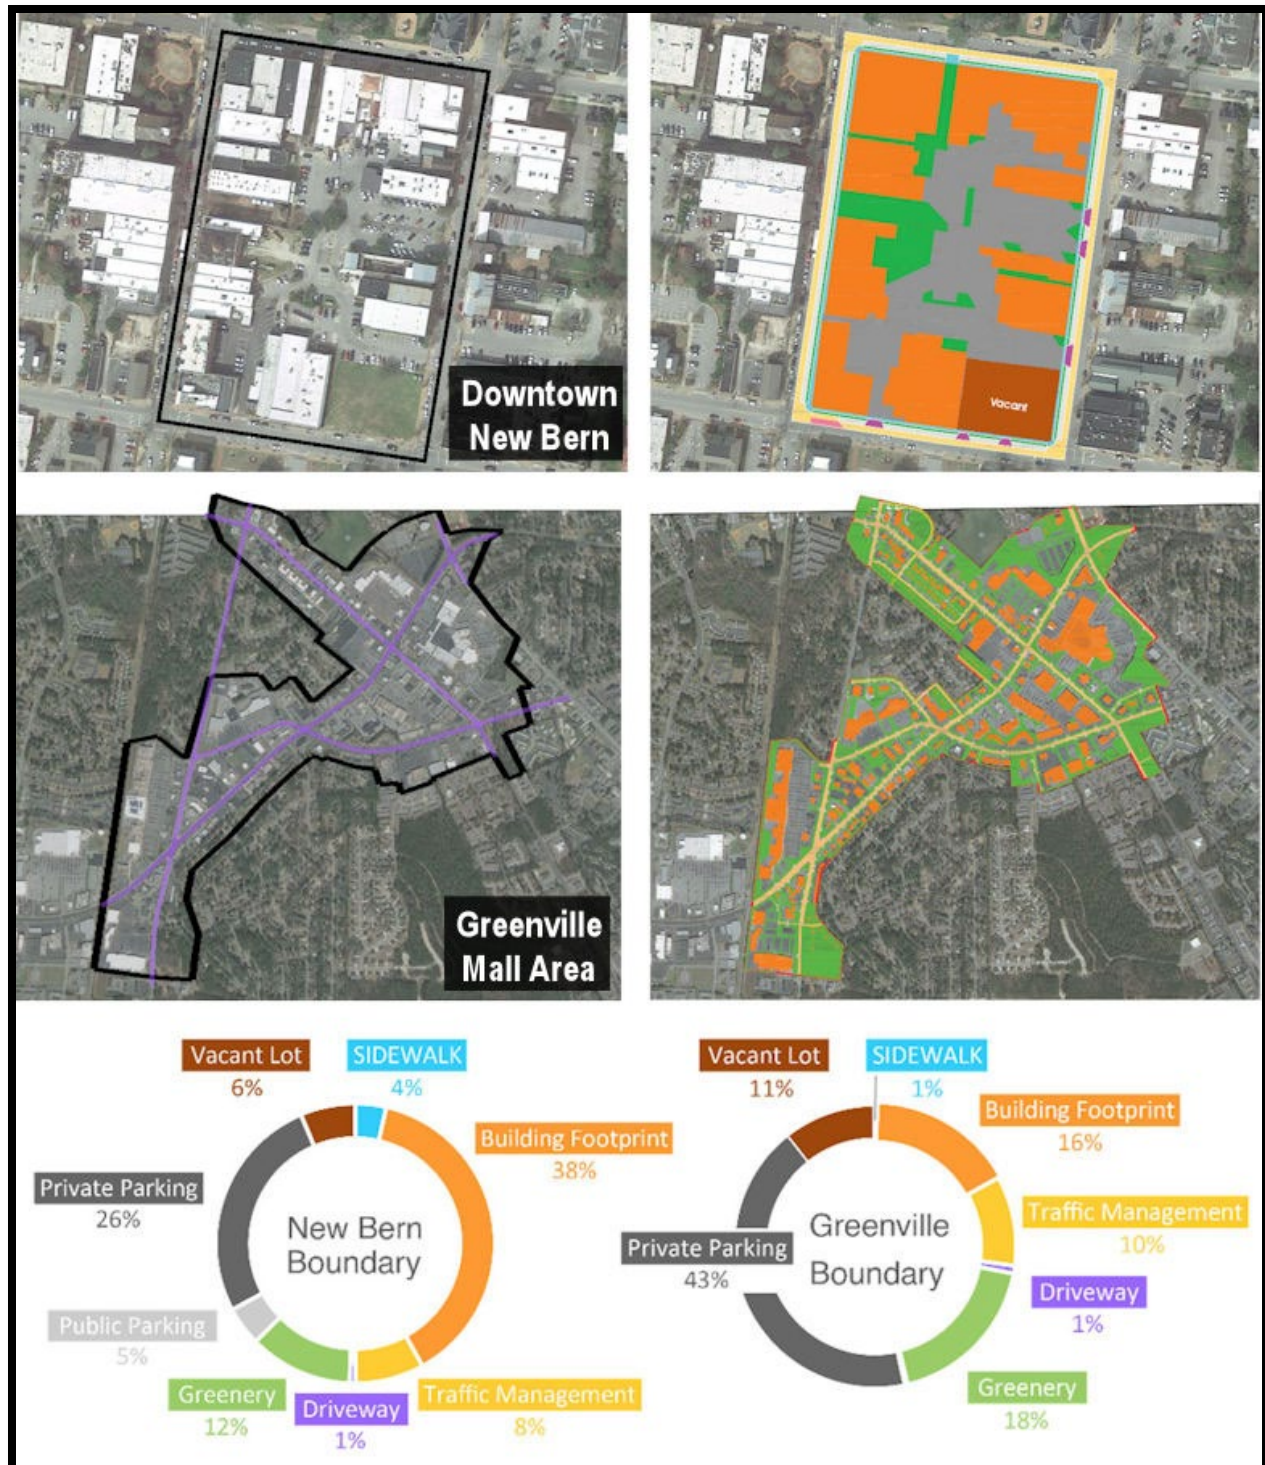 Downtown
New Bern
Vacant
Greenville
Mall Area
Vacant Lot
6%
SIDEWALK
4%
Building Footprint
38%
Private Parking
26%
New Bern
Boundary
Public Parking
5%
Greenery
12%
Driveway
1%
Traffic Management
8%
Vacant Lot
11%
SIDEWALK
1%
Building Footprint
16%
Traffic Management
10%
Private Parking
43%
Greenville
Boundary
Driveway
1%
Greenery
18%